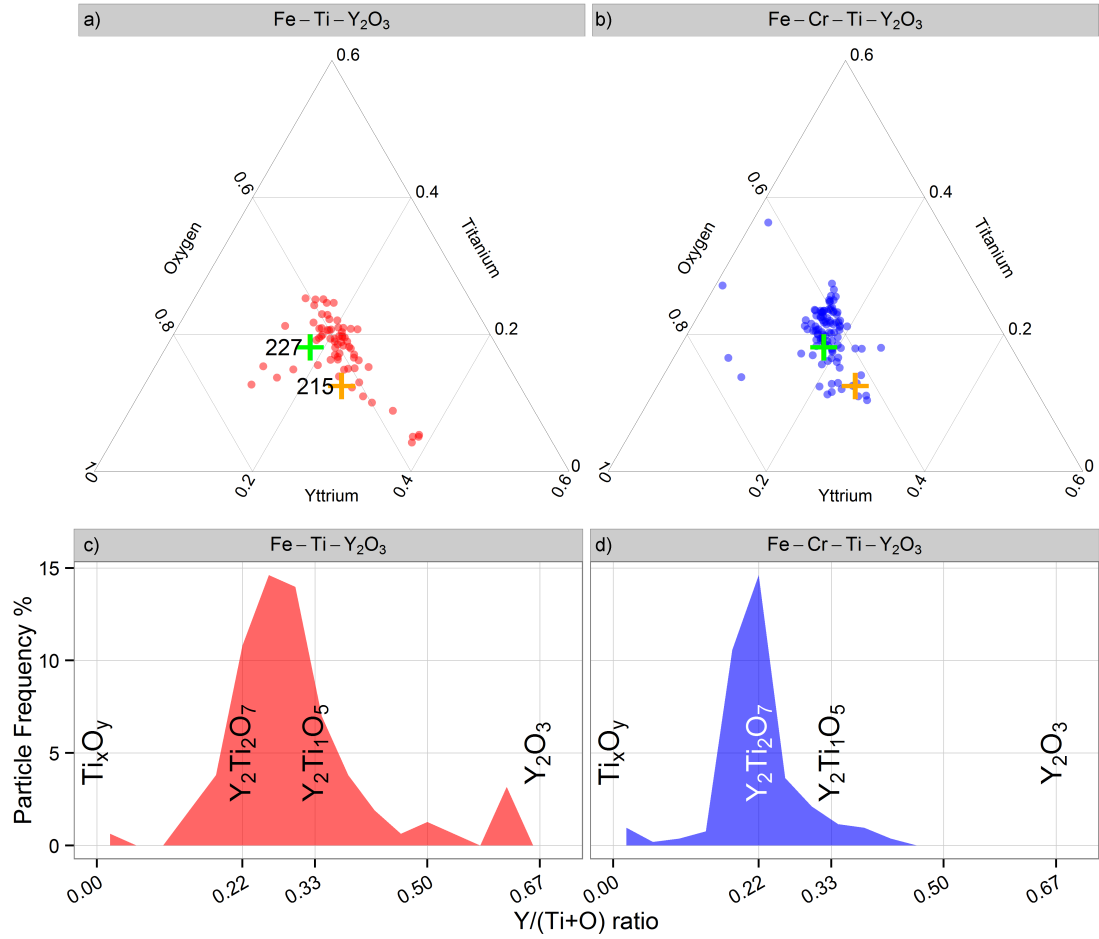 a) Fe – Ti – Y₂O₃
b) Fe – Cr – Ti – Y₂O₃
0.6
0.6
0.6
0.4
0.6
0.4
Oxygen
Titanium
Oxygen
Titanium
0.8
0.2
0.8
0.2
227
215
1
0
1
0
0
0.2
0.4
0.6
0
0.2
0.4
0.6
Yttrium
Yttrium
c) Fe – Ti – Y₂O₃
d) Fe – Cr – Ti – Y₂O₃
15
10
5
0
Particle Frequency %
TiₓOᵧ
Y₂Ti₂O₇
Y₂Ti₁O₅
Y₂O₃
TiₓOᵧ
Y₂Ti₂O₇
Y₂Ti₁O₅
Y₂O₃
0.00
0.22
0.33
0.50
0.67
0.00
0.22
0.33
0.50
0.67
Y/(Ti+O) ratio